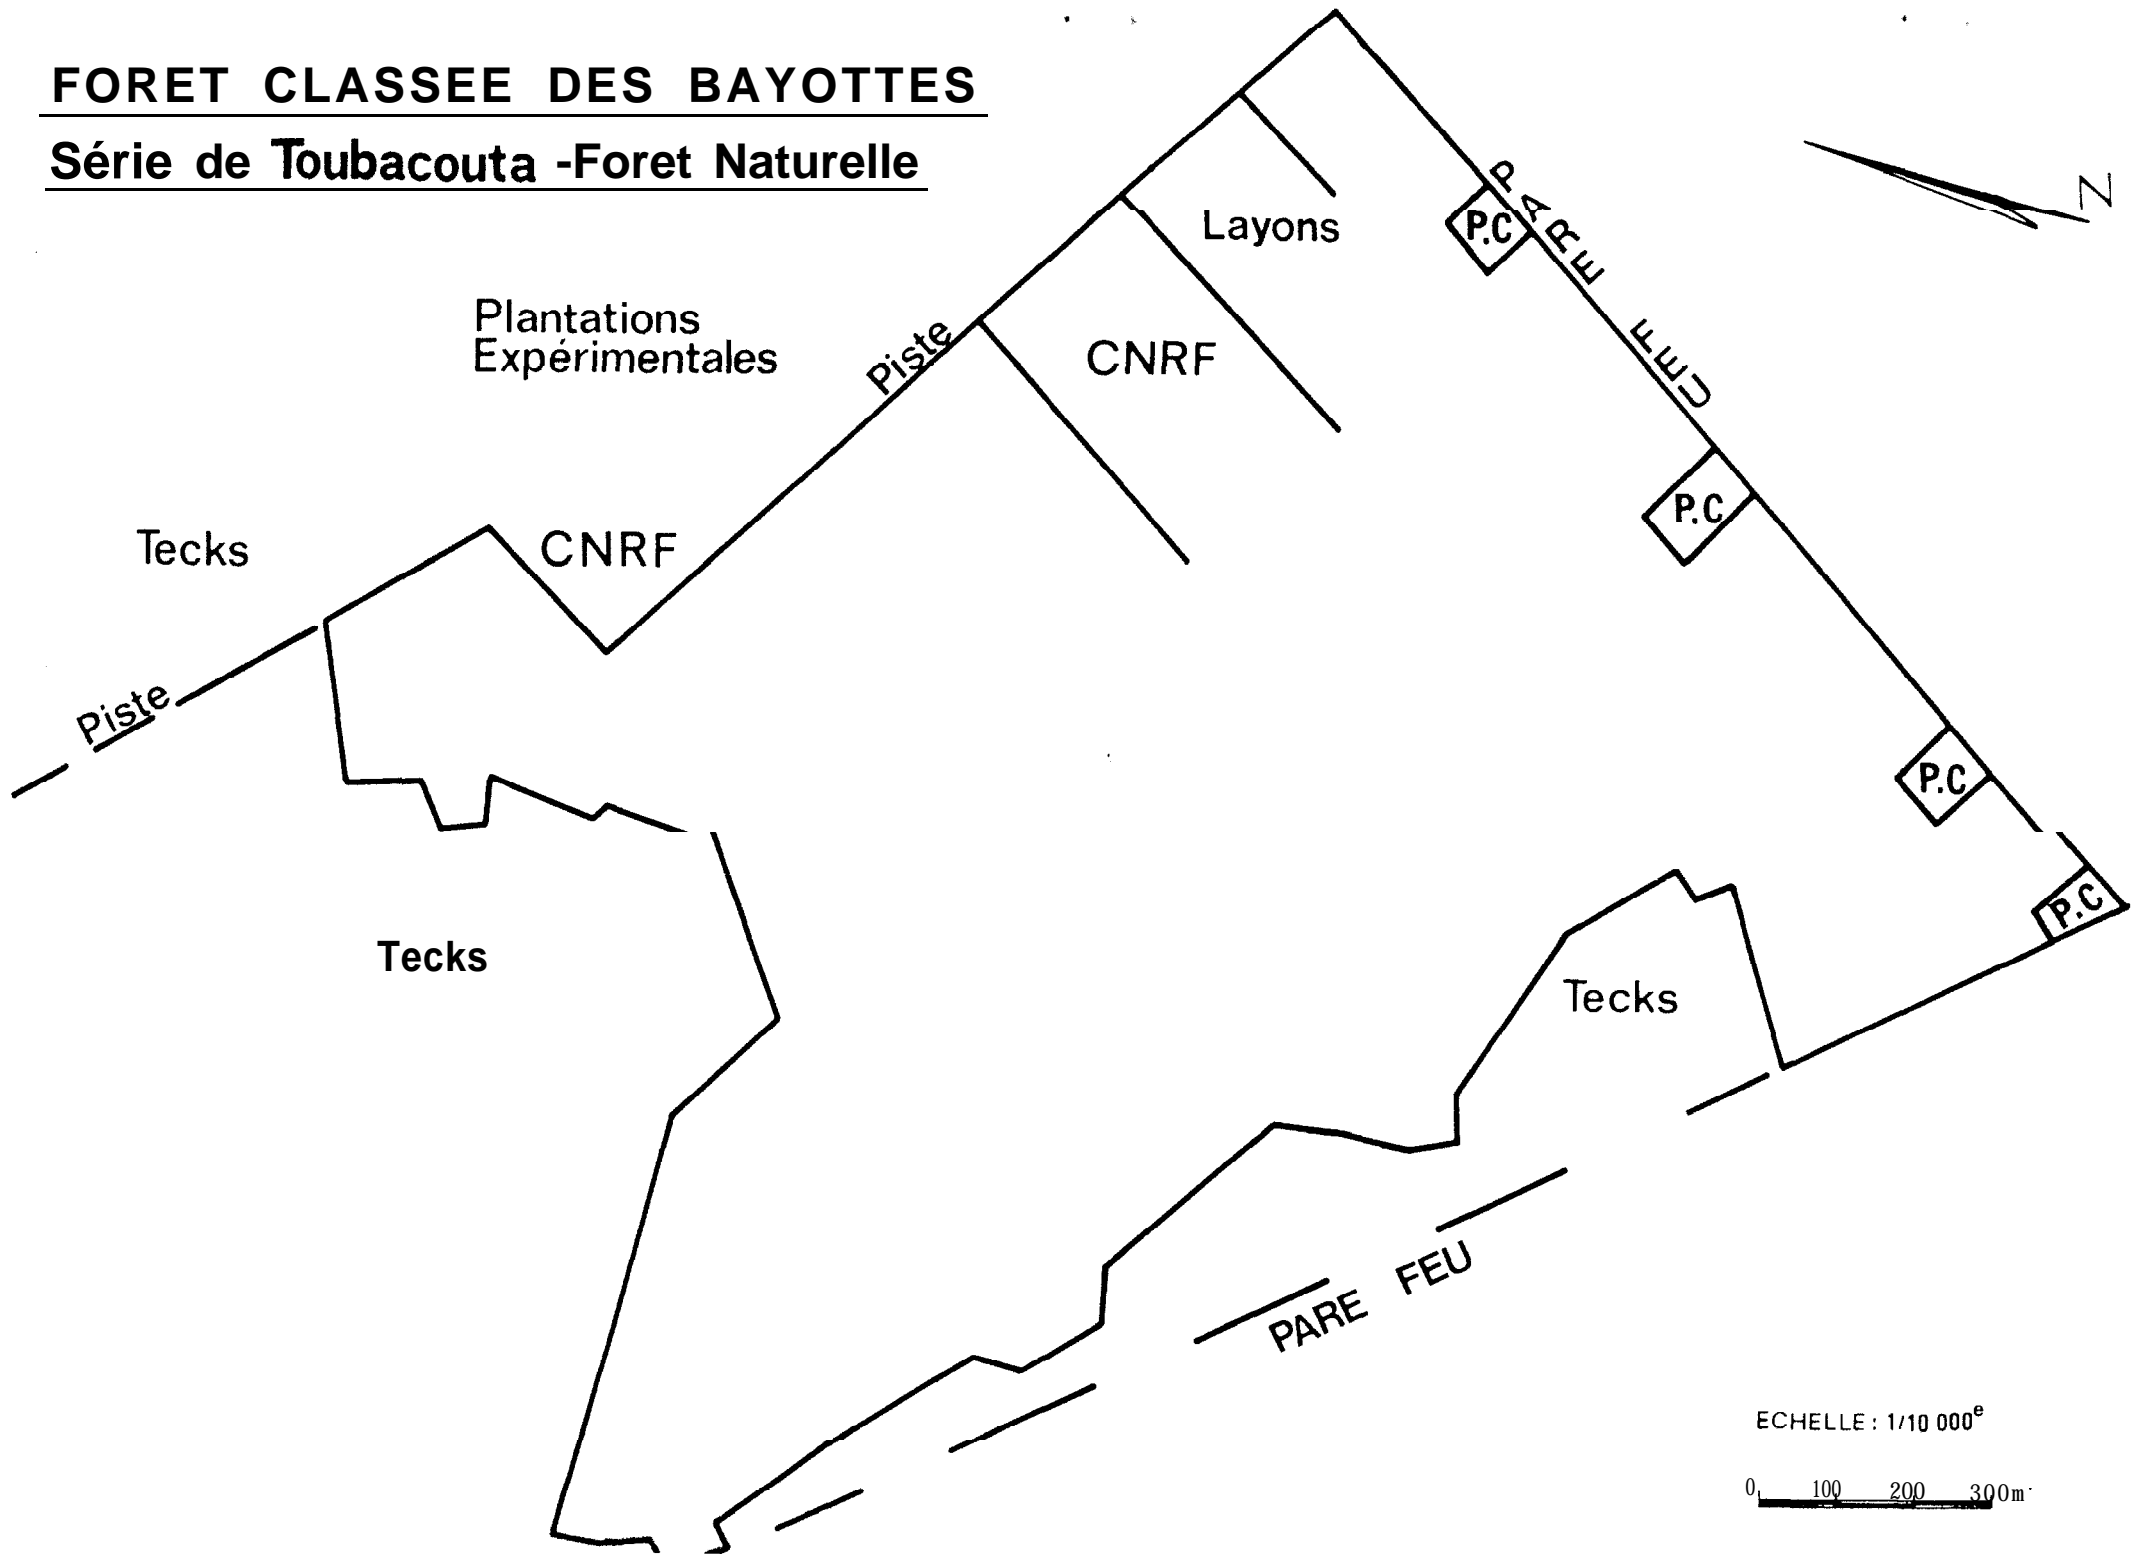 FORET CLASSEE DES BAYOTTES
Série de Toubacouta -Foret Naturelle
N
PARE FEU
P.C
Layons
Plantations
Expérimentales
Piste
CNRF
P.C
Tecks
CNRF
Piste
P.C
P.C
Tecks
Tecks
PARE FEU
ECHELLE: 1/10 000e
0 100 200 300m